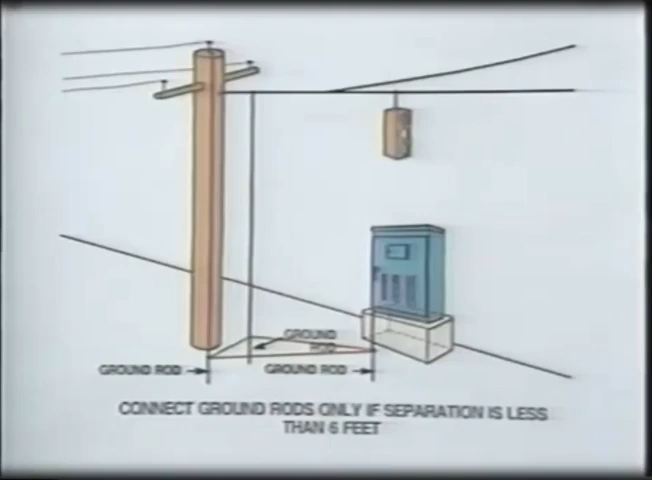 GROUND
ROD
GROUND ROD
GROUND ROD
CONNECT GROUND RODS ONLY IF SEPARATION IS LESS
THAN 6 FEET